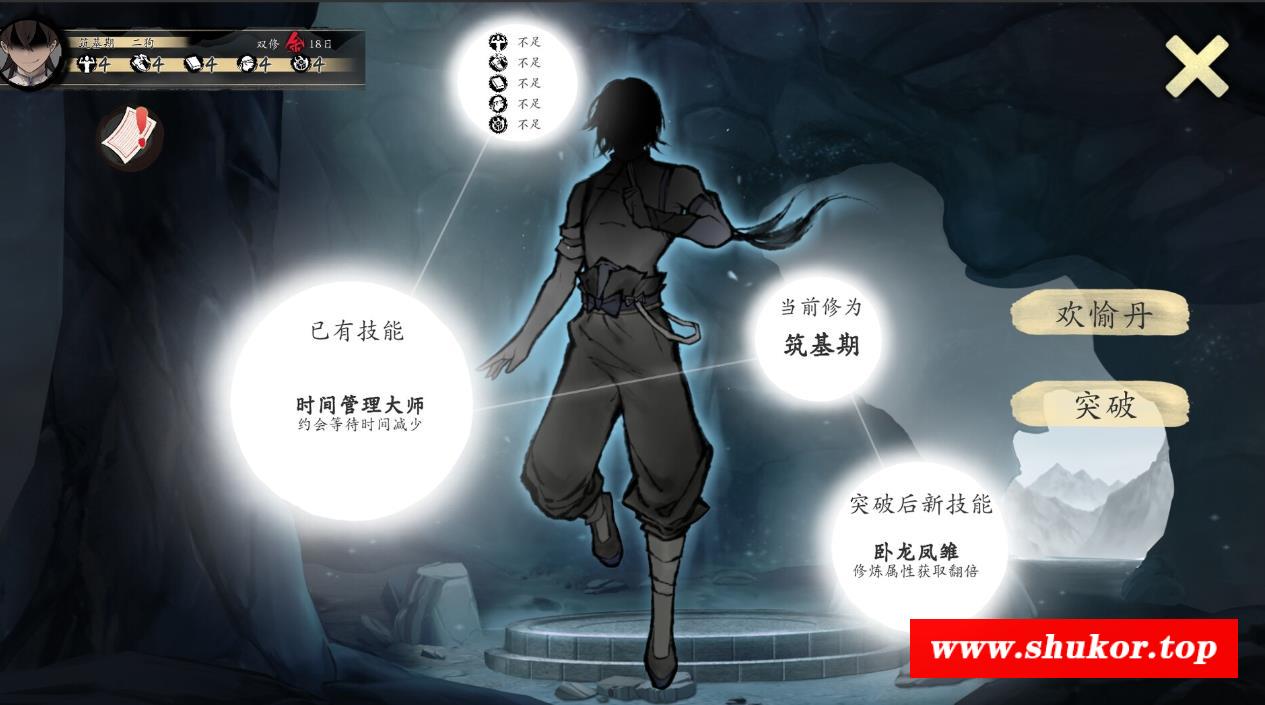 筑基期 二狗
双修 余 18日
4 4 4 4 4
不足
不足
不足
不足
不足
已有技能
时间管理大师
约会等待时间减少
当前修为
筑基期
欢愉丹
突破
突破后新技能
卧龙凤雏
修炼属性获取翻倍
www.shukor.top